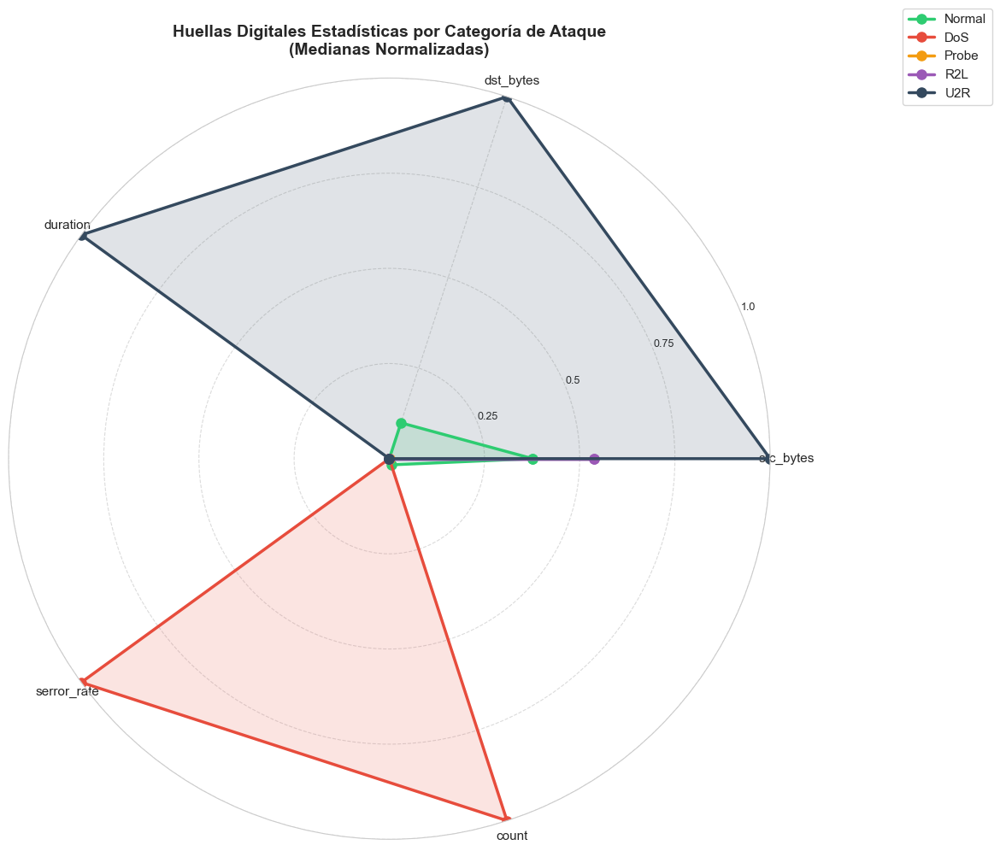 Huellas Digitales Estadísticas por Categoría de Ataque
(Medianas Normalizadas)
Normal
DoS
Probe
R2L
U2R
dst_bytes
duration
1.0
0.75
0.5
0.25
src_bytes
serror_rate
count